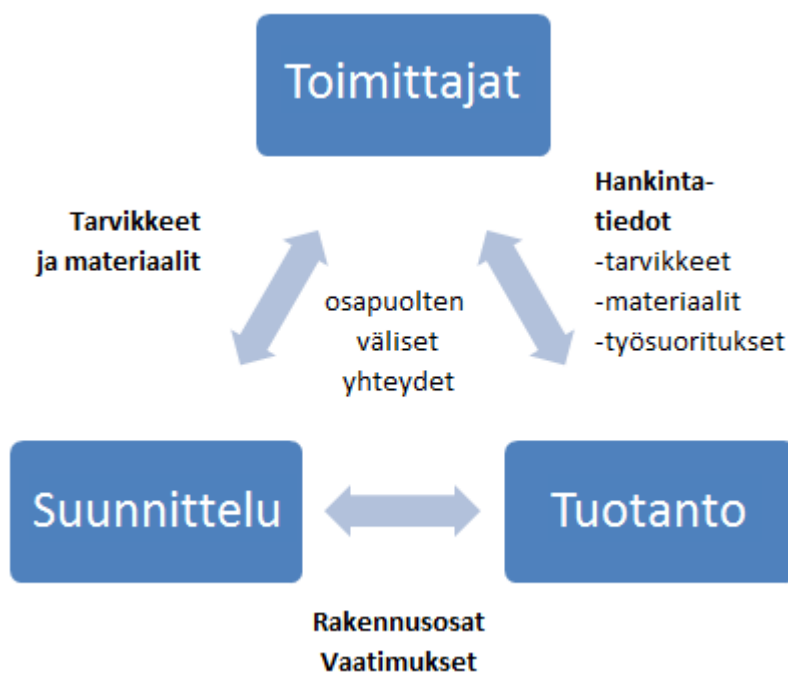 Toimittajat
Tarvikkeet
ja materiaalit
Hankinta-
tiedot
-tarvikkeet
-materiaalit
-työsuoritukset
osapuolten
väliset
yhteydet
Suunnittelu
Tuotanto
Rakennusosat
Vaatimukset